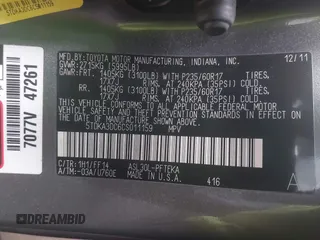 5TDKA3DC6CS011159
7077V 47261
MFD. BY: TOYOTA MOTOR MANUFACTURING, INDIANA, INC.
12/11
GVWR: 2715KG (5995LB)
GAWR: FRT. 1405KG (3100LB) WITH P235/60R17 TIRES,
17X7J RIMS, AT 240KPA (35PSI) COLD.
RR. 1405KG (3100LB) WITH P235/60R17 TIRES,
17X7J RIMS, AT 240KPA (35PSI) COLD.
THIS VEHICLE CONFORMS TO ALL APPLICABLE FEDERAL
MOTOR VEHICLE SAFETY AND BUMPER STANDARDS IN EFFECT
ON THE DATE OF MANUFACTURE SHOWN ABOVE.
5TDKA3DC6CS011159 MPV
C/TR: 1H1/FF14 ASL30L-PFTEKA
A/TM: -03A/U760E MADE IN U.S.A.
416
A
DREAMBID